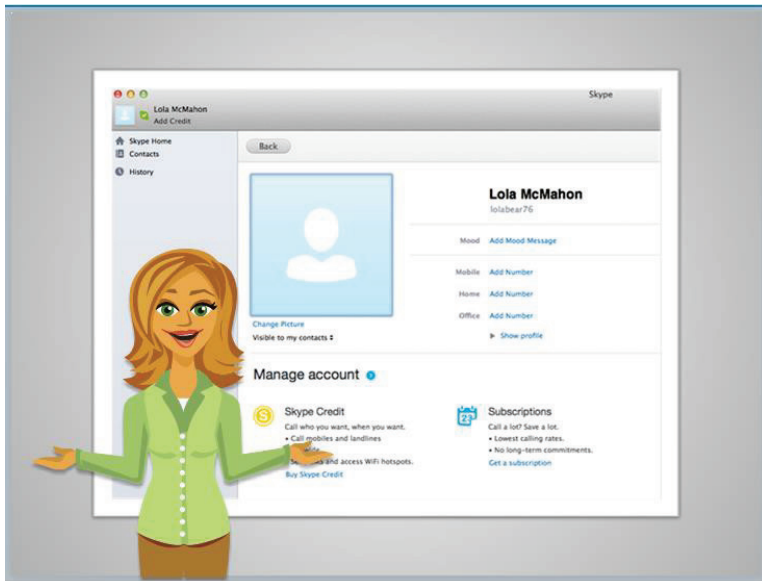 Skype
Lola McMahon
Add Credit
Skype Home
Contacts
History
Back
Lola McMahon
lolabear76
Mood Add Mood Message
Mobile Add Number
Home Add Number
Office Add Number
Show profile
Change Picture
Visible to my contacts
Manage account
Skype Credit
Call who you want, when you want.
• Call mobiles and landlines
and access WiFi hotspots.
Buy Skype Credit
23
Subscriptions
Call a lot? Save a lot.
• Lowest calling rates.
• No long-term commitments.
Get a subscription